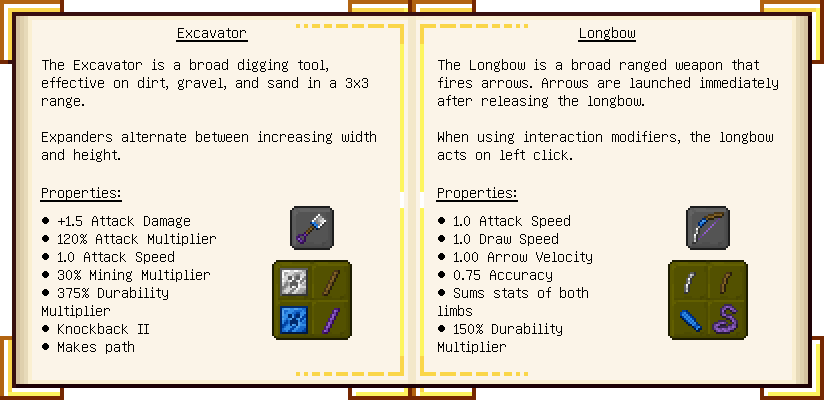 Excavator
The Excavator is a broad digging tool,
effective on dirt, gravel, and sand in a 3x3
range.
Expanders alternate between increasing width
and height.
Properties:
● +1.5 Attack Damage
● 120% Attack Multiplier
● 1.0 Attack Speed
● 30% Mining Multiplier
● 375% Durability
Multiplier
● Knockback II
● Makes path
Longbow
The Longbow is a broad ranged weapon that
fires arrows. Arrows are launched immediately
after releasing the longbow.
When using interaction modifiers, the longbow
acts on left click.
Properties:
● 1.0 Attack Speed
● 1.0 Draw Speed
● 1.00 Arrow Velocity
● 0.75 Accuracy
● Sums stats of both
limbs
● 150% Durability
Multiplier